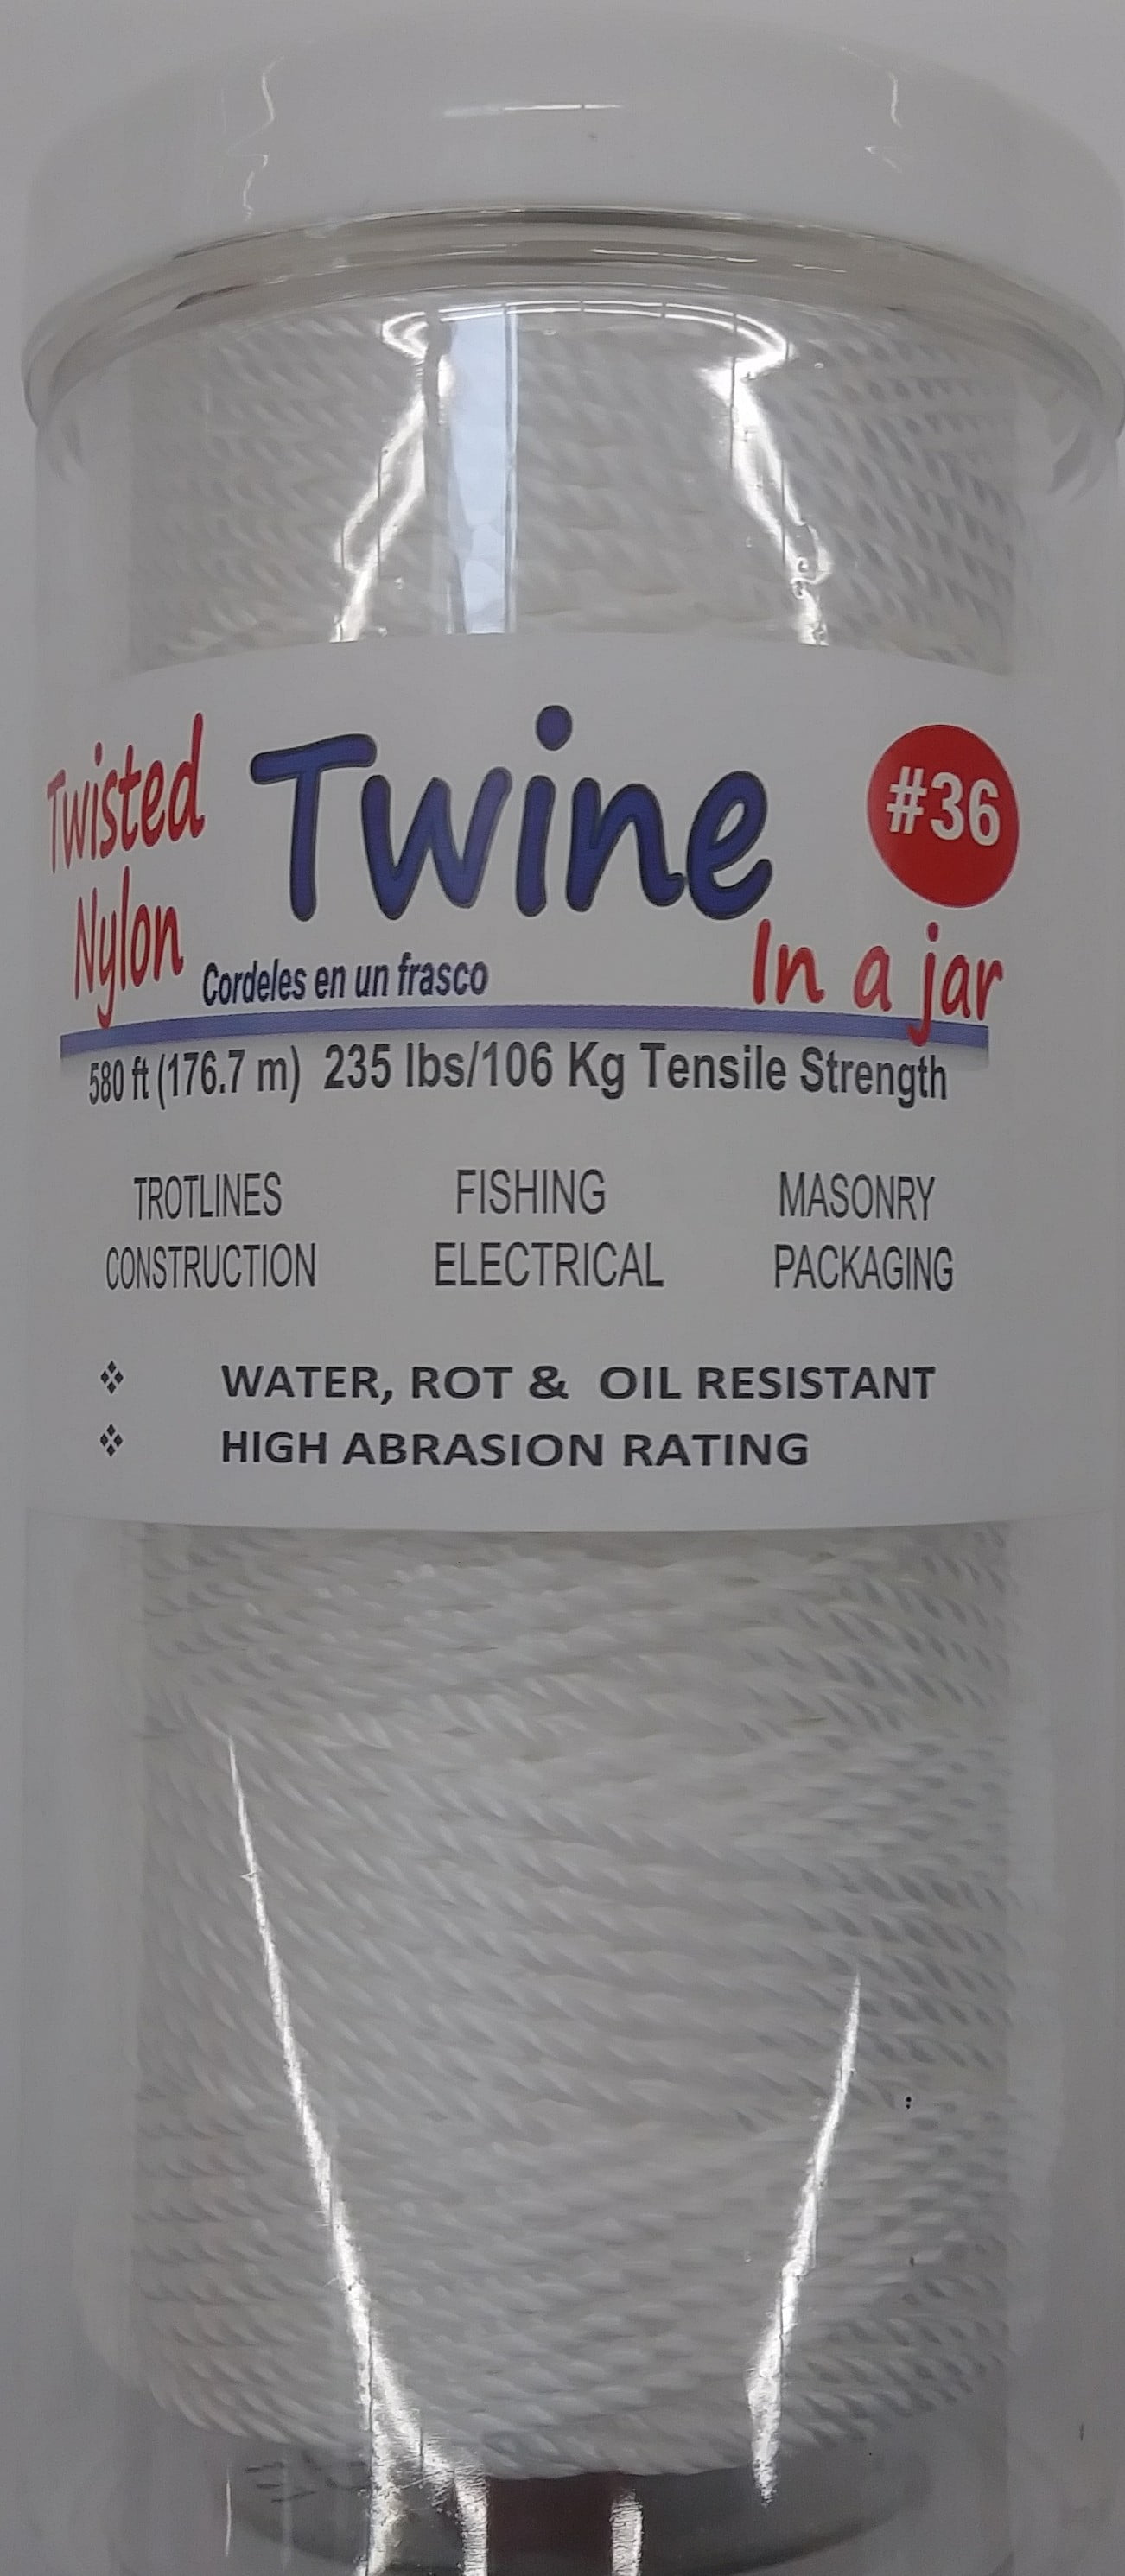 Twisted Nylon
Twine
#36
In a jar
Cordeles en un frasco
580 ft (176.7 m) 235 lbs/106 Kg Tensile Strength
TROTLINES FISHING MASONRY
CONSTRUCTION ELECTRICAL PACKAGING
❖ WATER, ROT & OIL RESISTANT
❖ HIGH ABRASION RATING